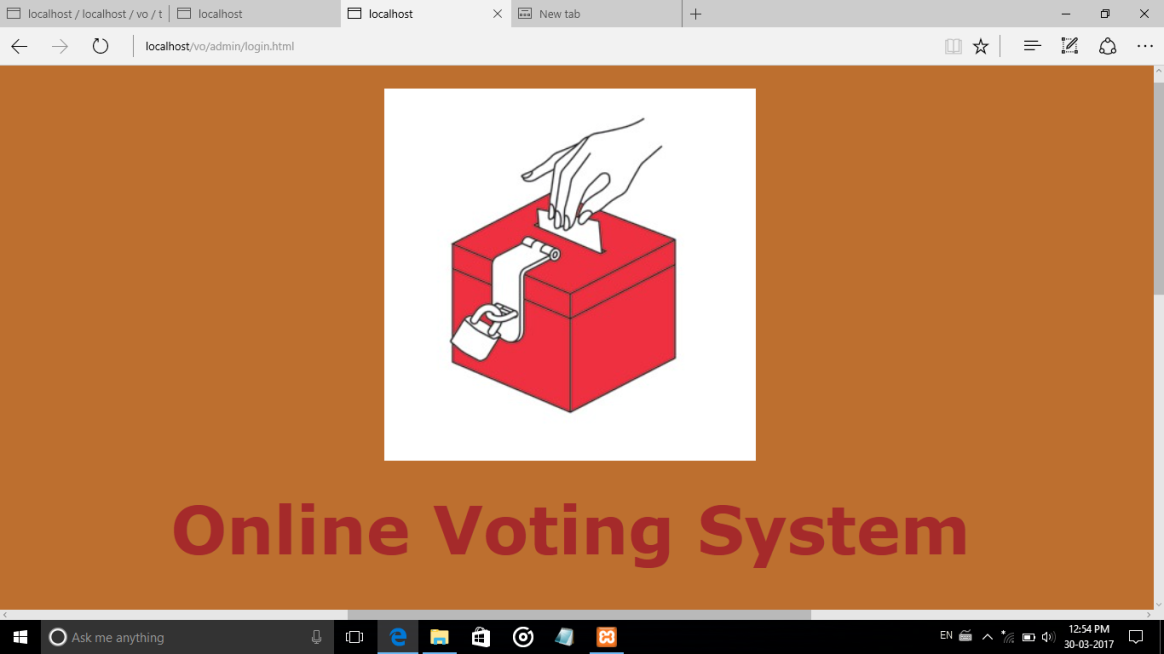 localhost / localhost / vo / t
localhost
localhost
New tab
localhost/vo/admin/login.html
Online Voting System
Ask me anything
EN
12:54 PM
30-03-2017